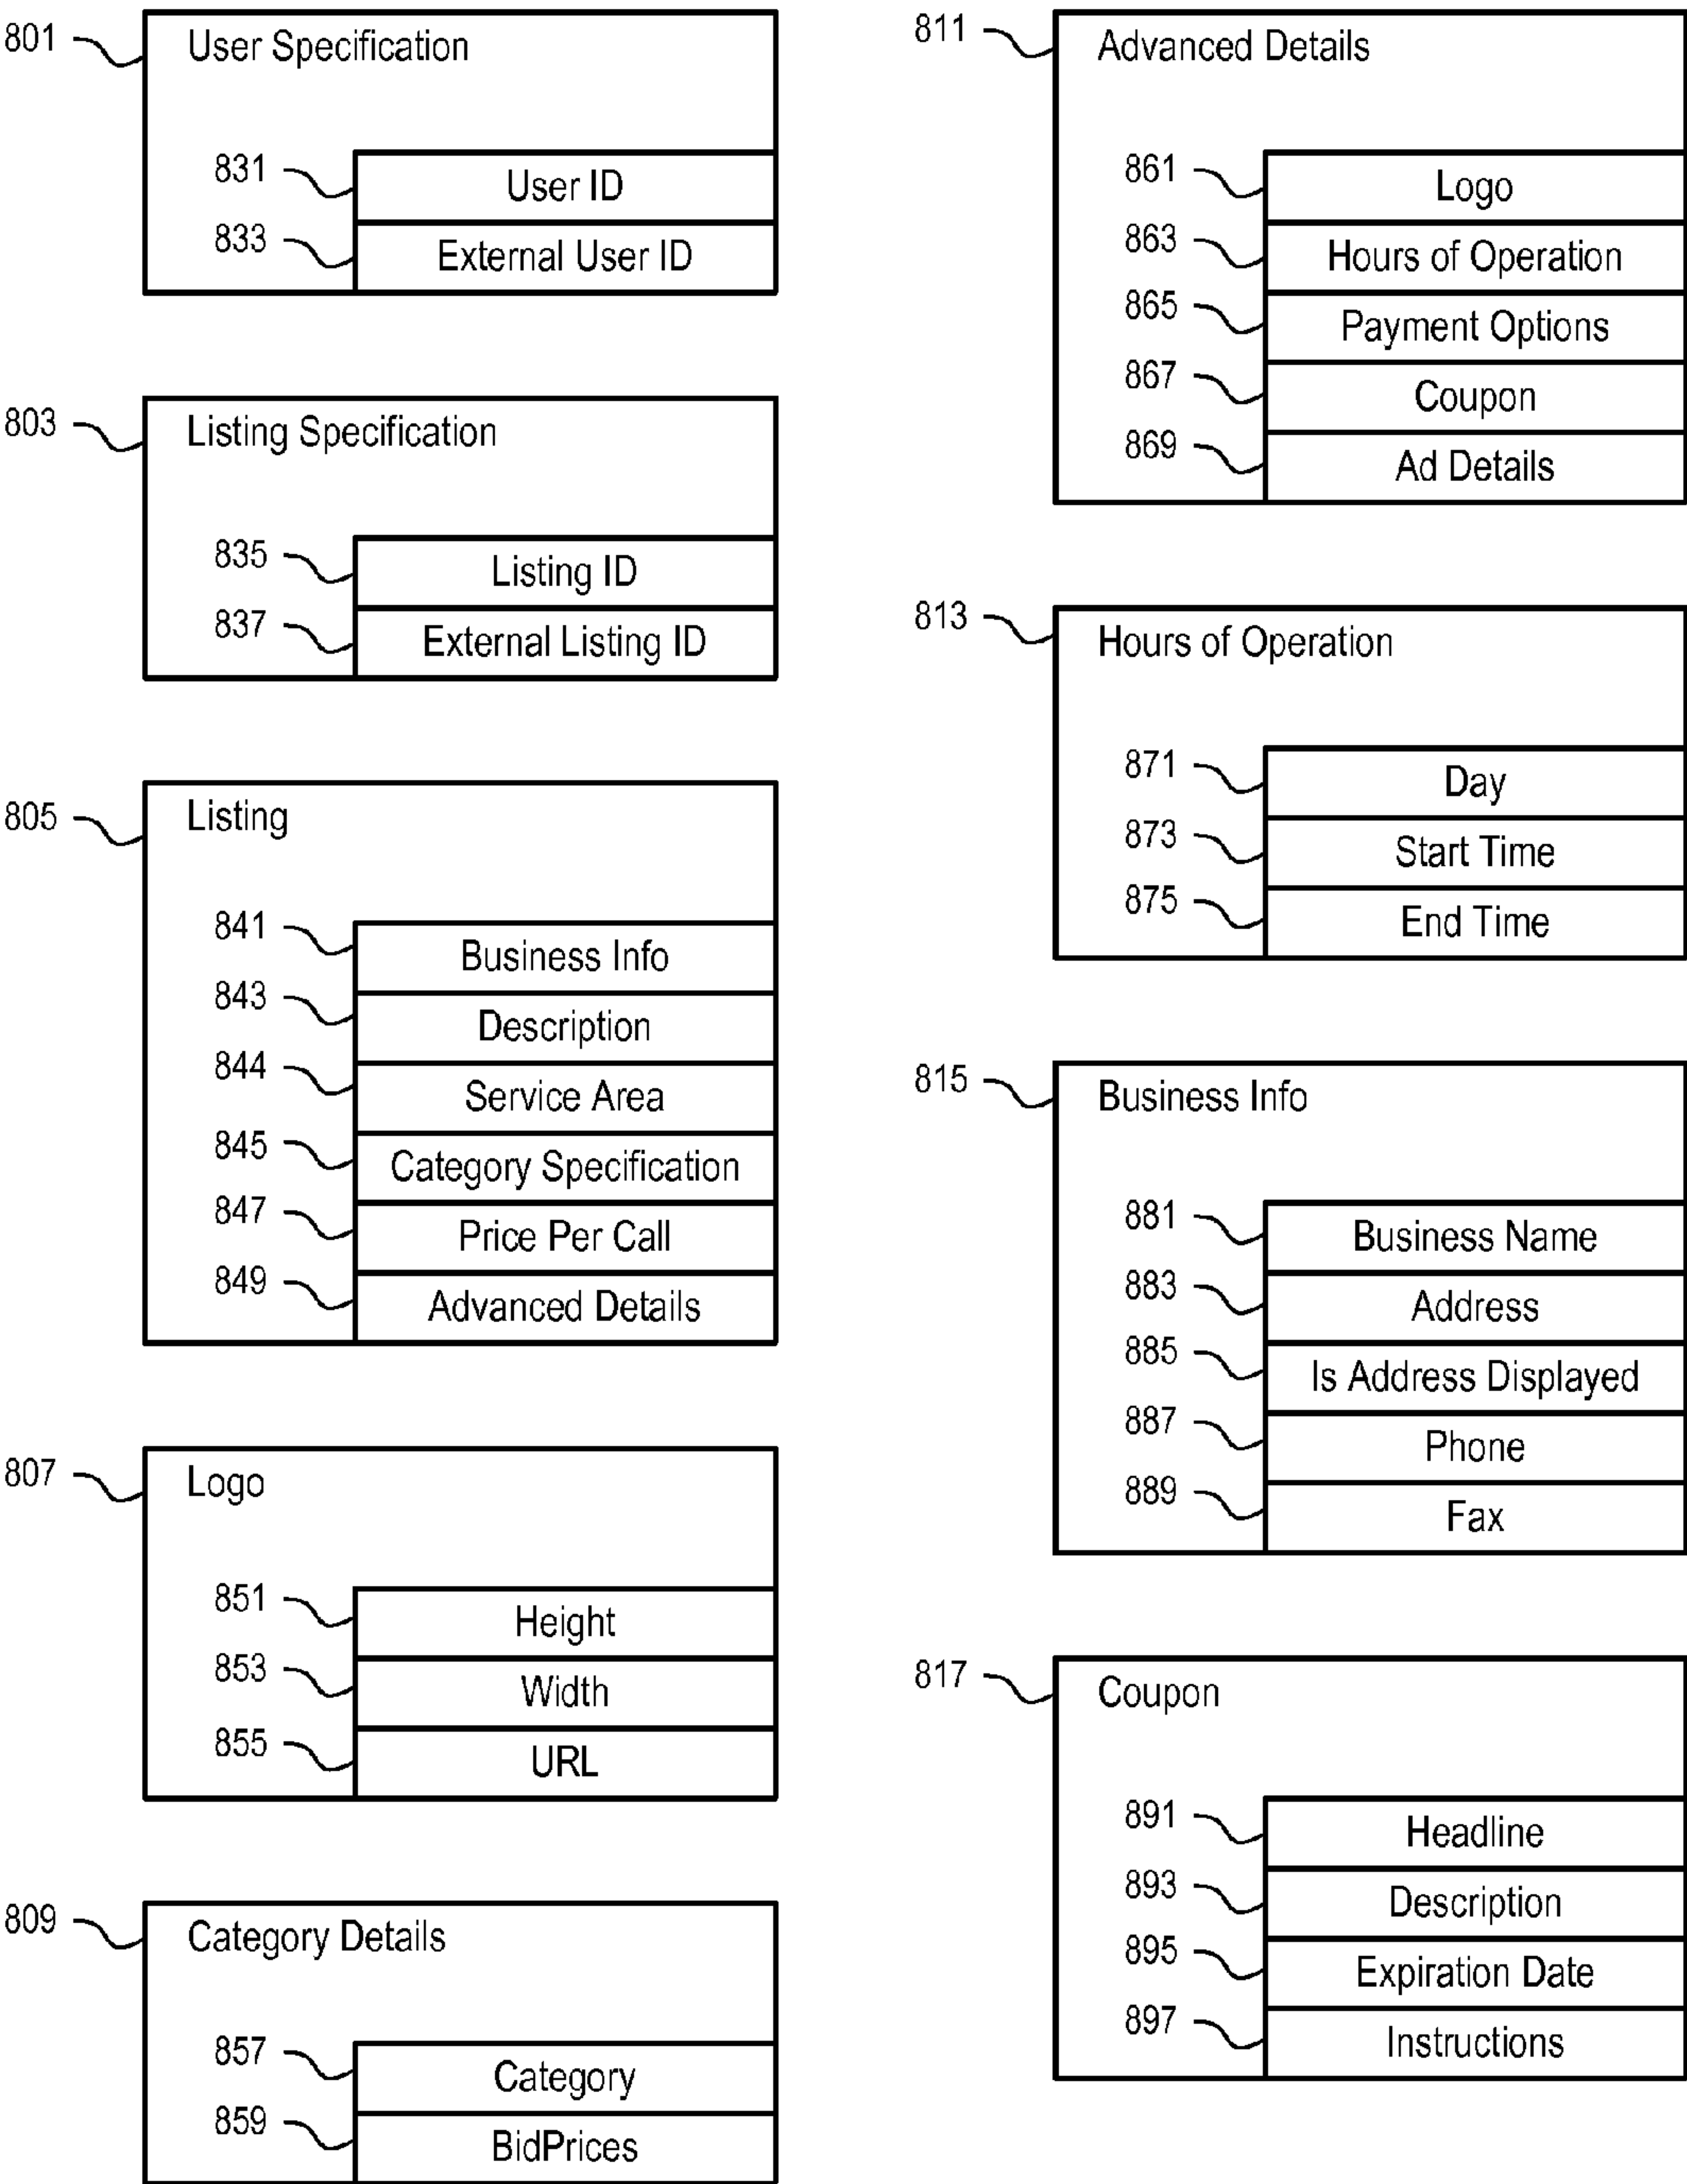 801 User Specification
831 User ID
833 External User ID
803 Listing Specification
835 Listing ID
837 External Listing ID
805 Listing
841 Business Info
843 Description
844 Service Area
845 Category Specification
847 Price Per Call
849 Advanced Details
807 Logo
851 Height
853 Width
855 URL
809 Category Details
857 Category
859 BidPrices
811 Advanced Details
861 Logo
863 Hours of Operation
865 Payment Options
867 Coupon
869 Ad Details
813 Hours of Operation
871 Day
873 Start Time
875 End Time
815 Business Info
881 Business Name
883 Address
885 Is Address Displayed
887 Phone
889 Fax
817 Coupon
891 Headline
893 Description
895 Expiration Date
897 Instructions